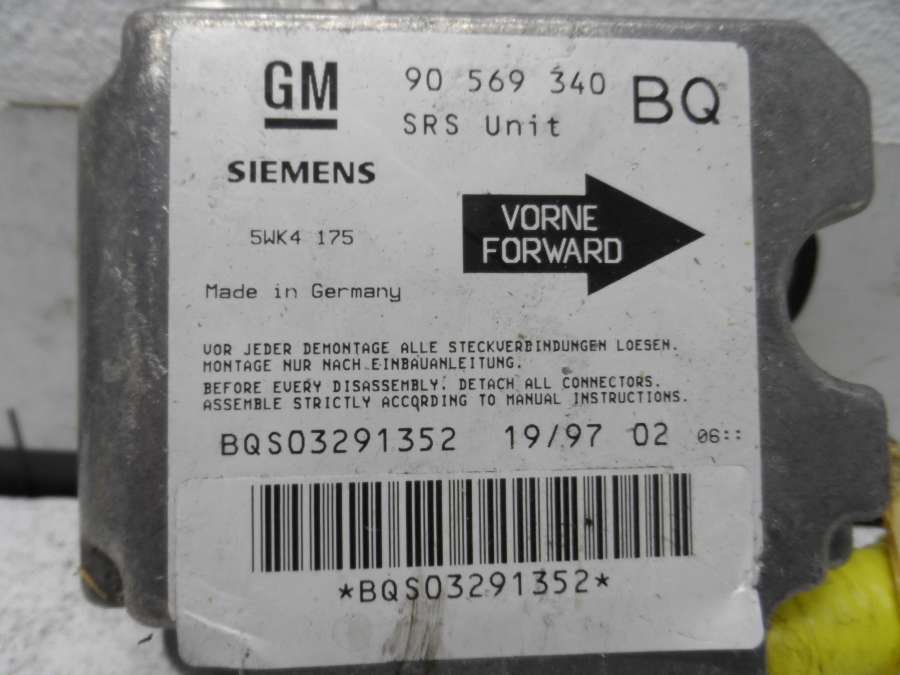 GM 90 569 340 BQ
SRS Unit
SIEMENS
VORNE
FORWARD
5WK4 175
Made in Germany
VOR JEDER DEMONTAGE ALLE STECKVERBINDUNGEN LOESEN.
MONTAGE NUR NACH EINBAUANLEITUNG.
BEFORE EVERY DISASSEMBLY. DETACH ALL CONNECTORS.
ASSEMBLE STRICTLY ACCORDING TO MANUAL INSTRUCTIONS.
BQS03291352 19/97 02 06::
*BQS03291352*